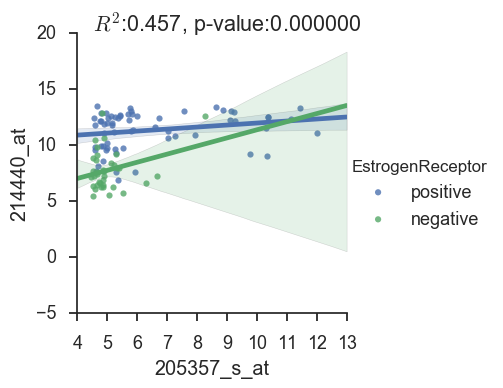 R²:0.457, p-value:0.000000
20
15
10
5
0
−5
214440_at
4 5 6 7 8 9 10 11 12 13
205357_s_at
EstrogenReceptor
positive
negative